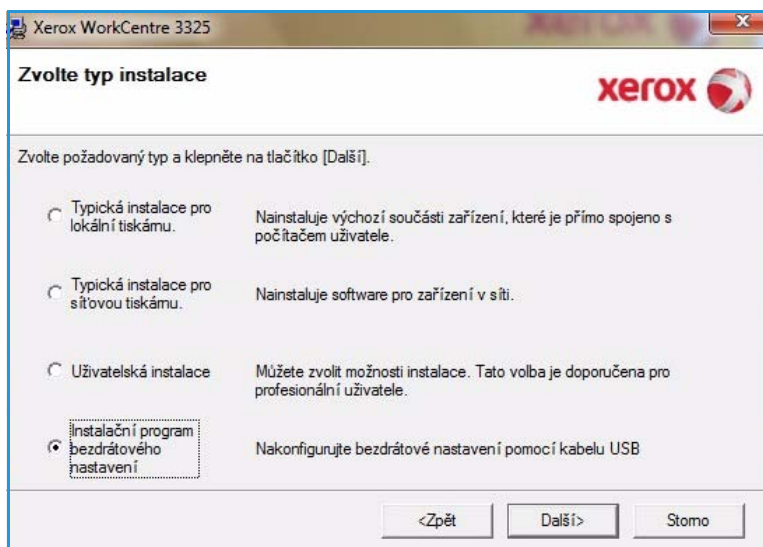 Xerox WorkCentre 3325
Zvolte typ instalace
xerox
Zvolte požadovaný typ a klepněte na tlačítko [Další].
Typická instalace pro
lokální tiskárnu.
Nainstaluje výchozí součásti zařízení, které je přímo spojeno s
počítačem uživatele.
Typická instalace pro
síťovou tiskárnu.
Nainstaluje software pro zařízení v síti.
Uživatelská instalace
Můžete zvolit možnosti instalace. Tato volba je doporučena pro
profesionální uživatele.
Instalační program
bezdrátového
nastavení
Nakonfigurujte bezdrátové nastavení pomocí kabelu USB
<Zpět
Další>
Storno